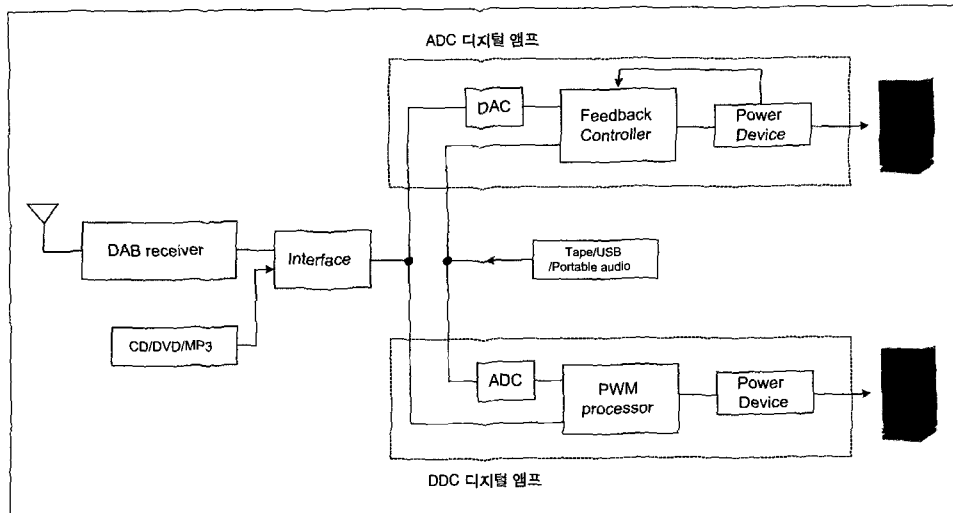 ADC 디지털 앰프
DAC
Feedback
Controller
Power
Device
DAB receiver
Interface
Tape/USB
/Portable audio
CD/DVD/MP3
ADC
PWM
processor
Power
Device
DDC 디지털 앰프